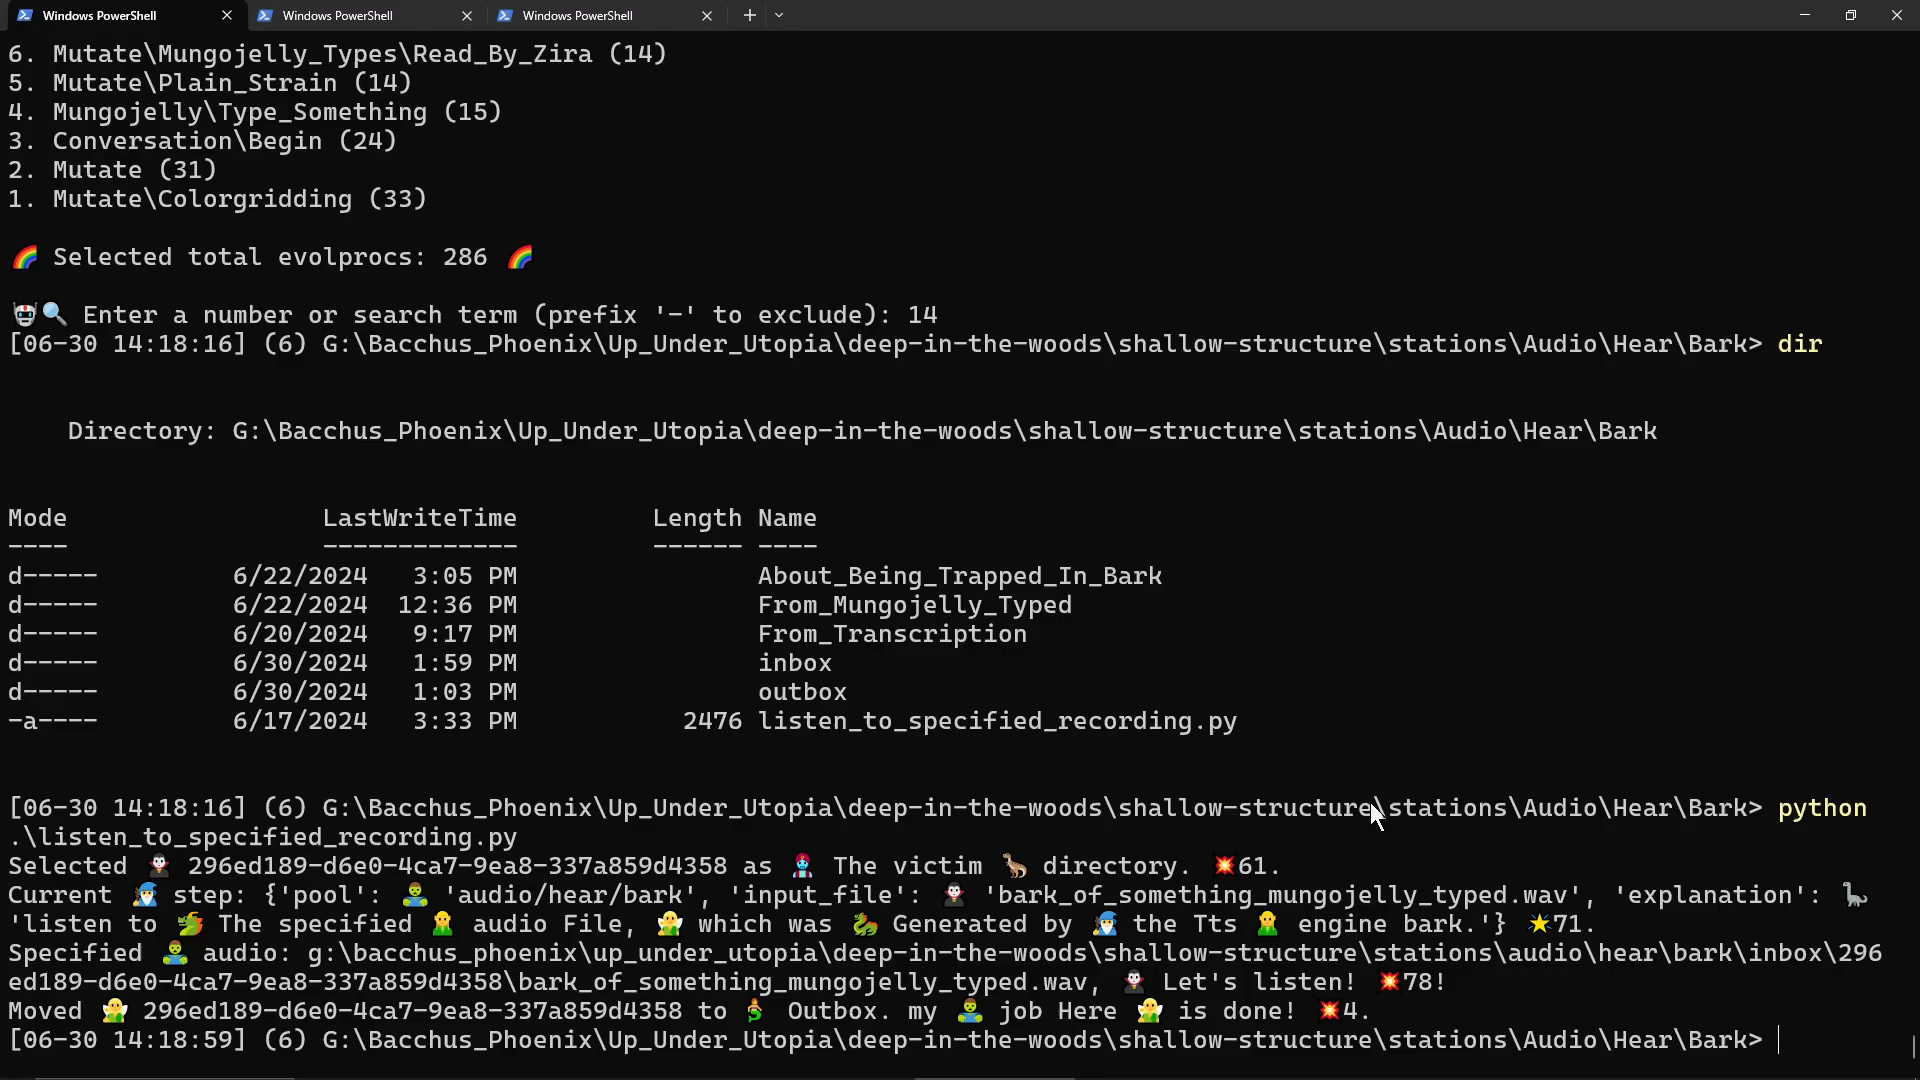 Windows PowerShell
Windows PowerShell
Windows PowerShell
6. Mutate\Mungojelly_Types\Read_By_Zira (14)
5. Mutate\Plain_Strain (14)
4. Mungojelly\Type_Something (15)
3. Conversation\Begin (24)
2. Mutate (31)
1. Mutate\Colorgridding (33)
🌈 Selected total evolprocs: 286 🌈
🤖🔍 Enter a number or search term (prefix '-' to exclude): 14
[06-30 14:18:16] (6) G:\Bacchus_Phoenix\Up_Under_Utopia\deep-in-the-woods\shallow-structure\stations\Audio\Hear\Bark> dir
Directory: G:\Bacchus_Phoenix\Up_Under_Utopia\deep-in-the-woods\shallow-structure\stations\Audio\Hear\Bark
Mode LastWriteTime Length Name
---- ------------- ------ ----
d----- 6/22/2024 3:05 PM About_Being_Trapped_In_Bark
d----- 6/22/2024 12:36 PM From_Mungojelly_Typed
d----- 6/20/2024 9:17 PM From_Transcription
d----- 6/30/2024 1:59 PM inbox
d----- 6/30/2024 1:03 PM outbox
-a---- 6/17/2024 3:33 PM 2476 listen_to_specified_recording.py
[06-30 14:18:16] (6) G:\Bacchus_Phoenix\Up_Under_Utopia\deep-in-the-woods\shallow-structure\stations\Audio\Hear\Bark> python
.\listen_to_specified_recording.py
Selected 🧛 296ed189-d6e0-4ca7-9ea8-337a859d4358 as 🧞 The victim 🦖 directory. 💥61.
Current 🧙 step: {'pool': 🧟 'audio/hear/bark', 'input_file': 🧛 'bark_of_something_mungojelly_typed.wav', 'explanation': 🦕
'listen to 🐲 The specified 🧌 audio File, 🧚 which was 🐉 Generated by 🧙 the Tts 🧌 engine bark.'} 🌟71.
Specified 🧟 audio: g:\bacchus_phoenix\up_under_utopia\deep-in-the-woods\shallow-structure\stations\audio\hear\bark\inbox\296
ed189-d6e0-4ca7-9ea8-337a859d4358\bark_of_something_mungojelly_typed.wav, 🧛 Let's listen! 💥78!
Moved 🧚 296ed189-d6e0-4ca7-9ea8-337a859d4358 to 🧜 Outbox. my 🧟 job Here 🧚 is done! 💥4.
[06-30 14:18:59] (6) G:\Bacchus_Phoenix\Up_Under_Utopia\deep-in-the-woods\shallow-structure\stations\Audio\Hear\Bark>